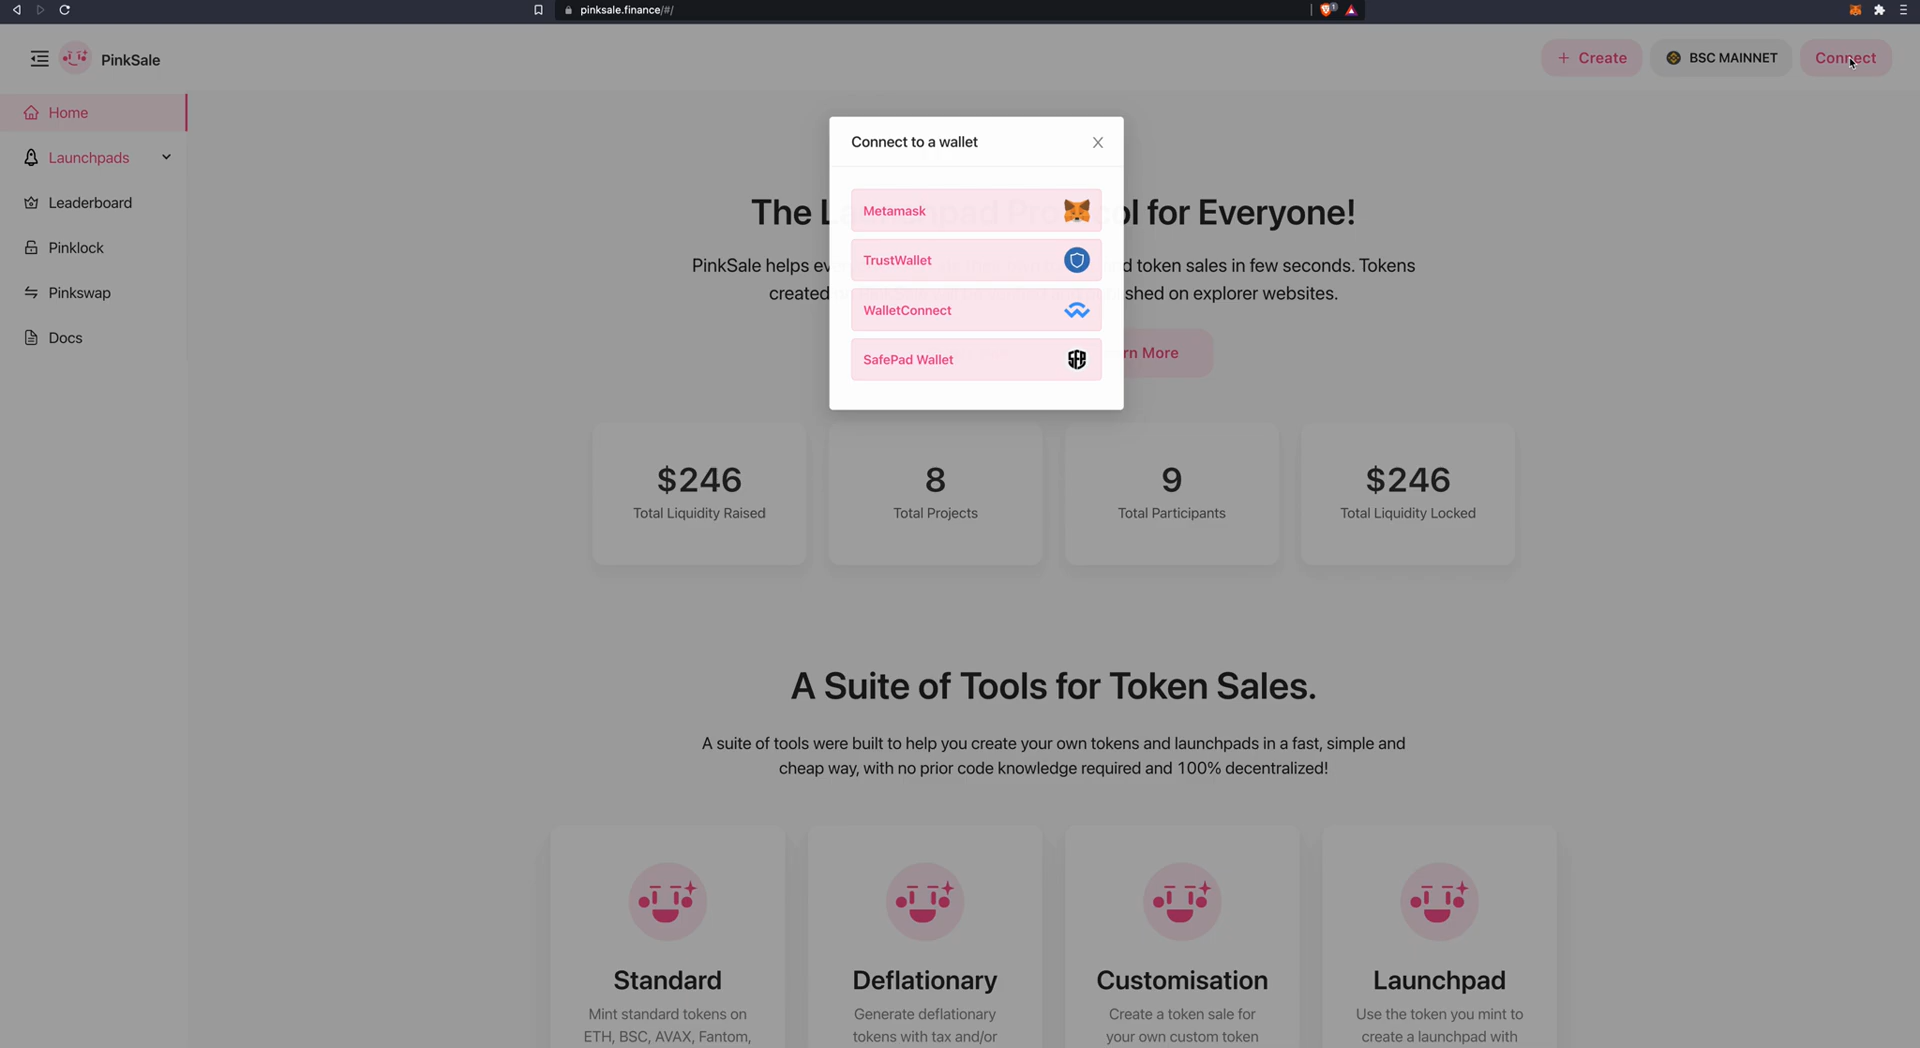 pinksale.finance/#/
1
PinkSale
+ Create
BSC MAINNET
Connect
Home
Launchpads
Leaderboard
Pinklock
Pinkswap
Docs
Connect to a wallet
Metamask
TrustWallet
WalletConnect
SafePad Wallet
SFP
The L ol for Everyone!
PinkSale helps ev d token sales in few seconds. Tokens
created shed on explorer websites.
rn More
$246
Total Liquidity Raised
8
Total Projects
9
Total Participants
$246
Total Liquidity Locked
A Suite of Tools for Token Sales.
A suite of tools were built to help you create your own tokens and launchpads in a fast, simple and
cheap way, with no prior code knowledge required and 100% decentralized!
Standard
Mint standard tokens on
ETH, BSC, AVAX, Fantom,
Deflationary
Generate deflationary
tokens with tax and/or
Customisation
Create a token sale for
your own custom token
Launchpad
Use the token you mint to
create a launchpad with